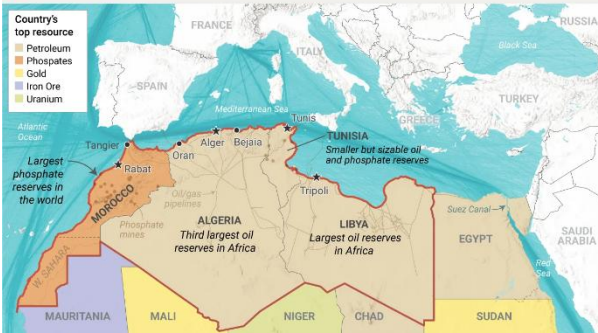 Country's
top resource
Petroleum
Phospates
Gold
Iron Ore
Uranium
FRANCE
ITALY
RUSSIA
Black Sea
SPAIN
TURKEY
GREECE
Mediterranean Sea
Atlantic
Ocean
Tangier
Rabat
Oran
Alger
Bejaia
Tunis
TUNISIA
Smaller but sizable oil
and phosphate reserves
Largest
phosphate
reserves in
the world
MOROCCO
Oil/gas
pipelines
Phosphate
mines
Tripoli
ALGERIA
Third largest oil
reserves in Africa
LIBYA
Largest oil reserves
in Africa
Suez Canal
EGYPT
SAUDI
ARABIA
Red
Sea
W. SAHARA
MAURITANIA
MALI
NIGER
CHAD
SUDAN